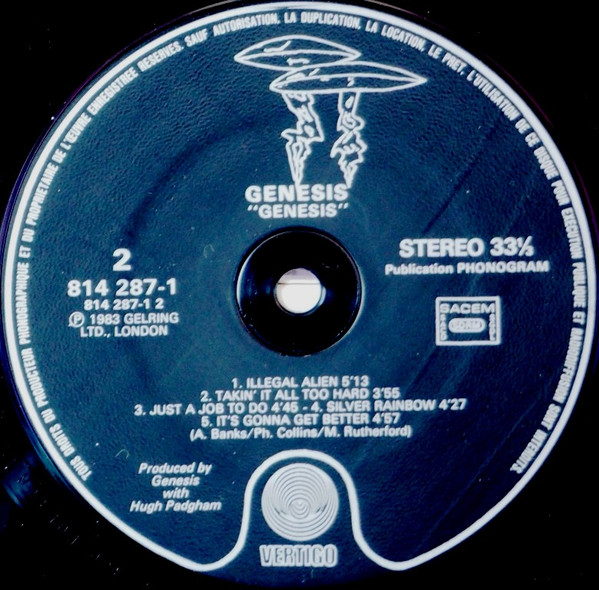 TOUS DROITS DU PRODUCTEUR PHONOGRAPHIQUE ET DU PROPRIETAIRE DE L'ŒUVRE ENREGISTREE RESERVES. SAUF AUTORISATION, LA DUPLICATION, LA LOCATION, LE PRET, L'UTILISATION DE CE DISQUE POUR EXECUTION PUBLIQUE ET RADIODIFFUSION SONT INTERDITS.
GENESIS
"GENESIS"
2
814 287-1
814 287-1 2
℗ 1983 GELRING
LTD., LONDON
STEREO 33⅓
Publication PHONOGRAM
SACEM
1. ILLEGAL ALIEN 5'13
2. TAKIN' IT ALL TOO HARD 3'55
3. JUST A JOB TO DO 4'45 - 4. SILVER RAINBOW 4'27
5. IT'S GONNA GET BETTER 4'57
(A. Banks/Ph. Collins/M. Rutherford)
Produced by
Genesis
with
Hugh Padgham
VERTIGO